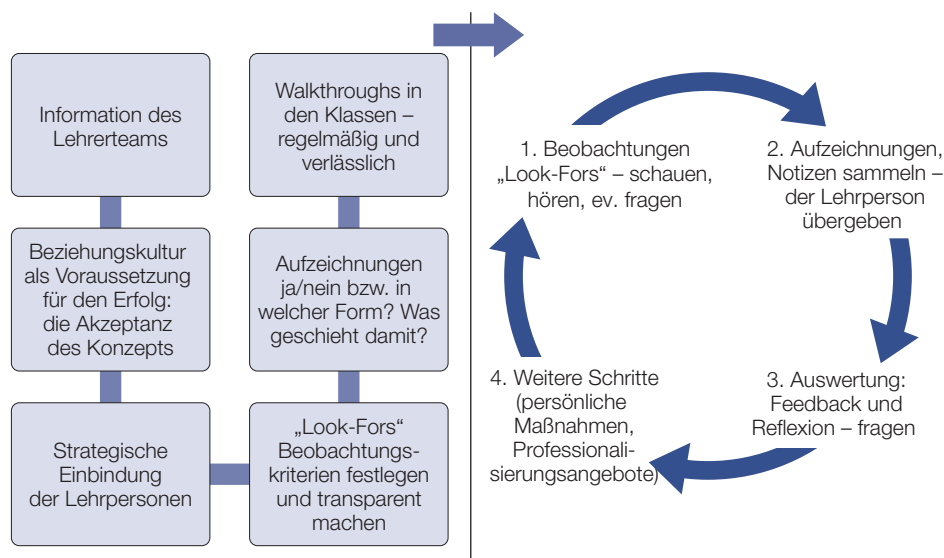 Information des
Lehrerteams
Beziehungskultur
als Voraussetzung
für den Erfolg:
die Akzeptanz
des Konzepts
Strategische
Einbindung
der Lehrpersonen
„Look-Fors“
Beobachtungs-
kriterien festlegen
und transparent
machen
Aufzeichnungen
ja/nein bzw. in
welcher Form? Was
geschieht damit?
Walkthroughs in
den Klassen –
regelmäßig und
verlässlich
1. Beobachtungen
„Look-Fors“ – schauen,
hören, ev. fragen
2. Aufzeichnungen,
Notizen sammeln –
der Lehrperson
übergeben
3. Auswertung:
Feedback und
Reflexion – fragen
4. Weitere Schritte
(persönliche
Maßnahmen,
Professionali-
sierungsangebote)